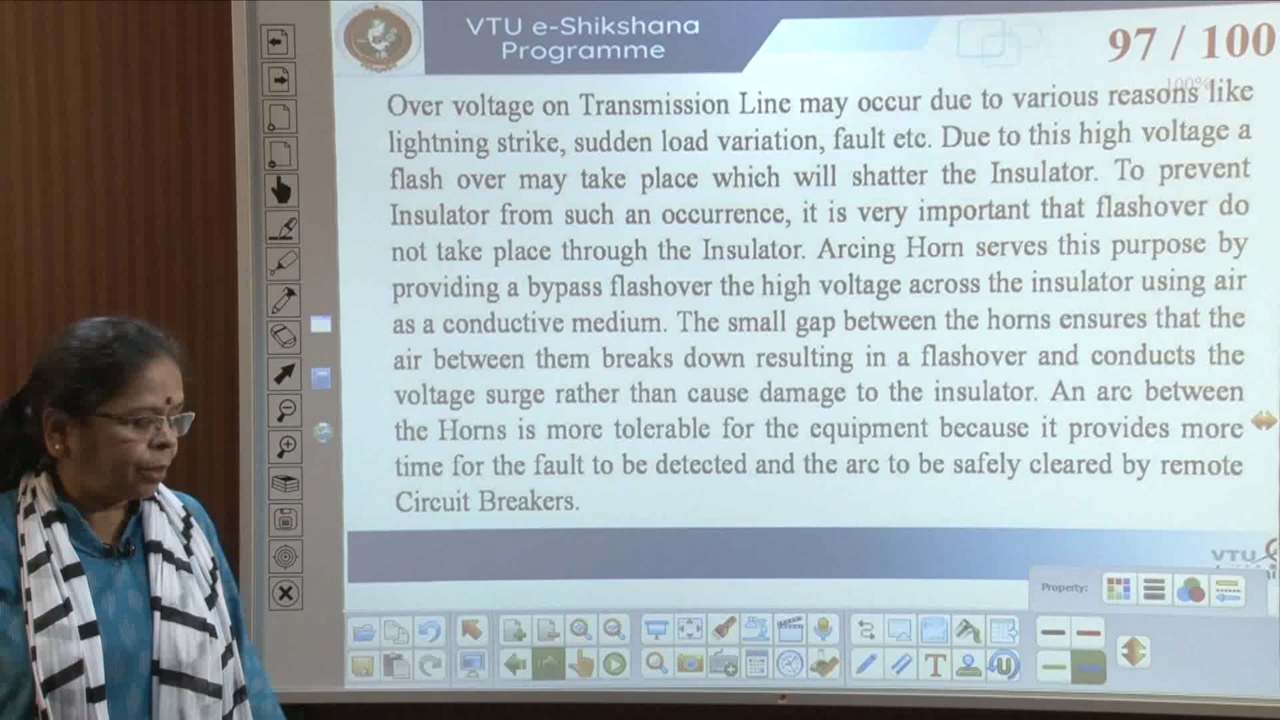 VTU e-Shikshana
Programme
97 / 100
100%
Over voltage on Transmission Line may occur due to various reasons like
lightning strike, sudden load variation, fault etc. Due to this high voltage a
flash over may take place which will shatter the Insulator. To prevent
Insulator from such an occurrence, it is very important that flashover do
not take place through the Insulator. Arcing Horn serves this purpose by
providing a bypass flashover the high voltage across the insulator using air
as a conductive medium. The small gap between the horns ensures that the
air between them breaks down resulting in a flashover and conducts the
voltage surge rather than cause damage to the insulator. An arc between
the Horns is more tolerable for the equipment because it provides more
time for the fault to be detected and the arc to be safely cleared by remote
Circuit Breakers.
VTU
Property: